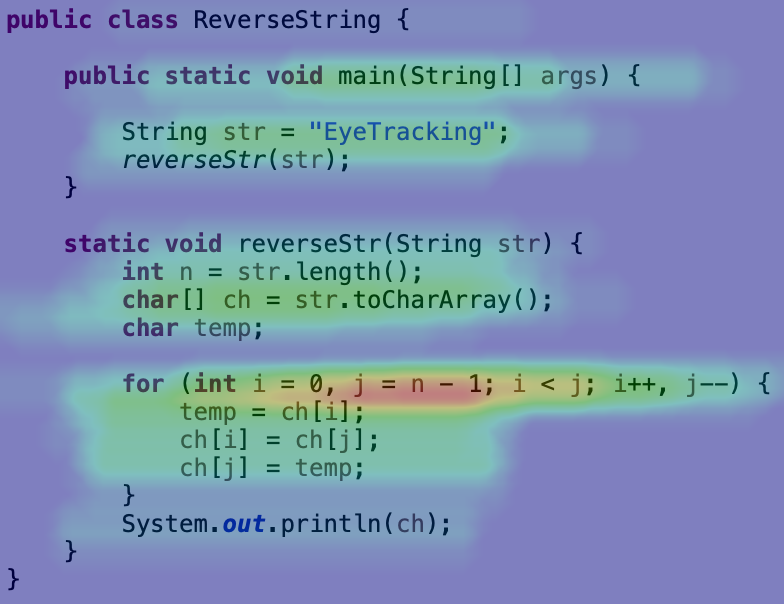 public class ReverseString {
public static void main(String[] args) {
String str = "EyeTracking";
reverseStr(str);
}
static void reverseStr(String str) {
int n = str.length();
char[] ch = str.toCharArray();
char temp;
for (int i = 0, j = n - 1; i < j; i++, j--) {
temp = ch[i];
ch[i] = ch[j];
ch[j] = temp;
}
System.out.println(ch);
}
}